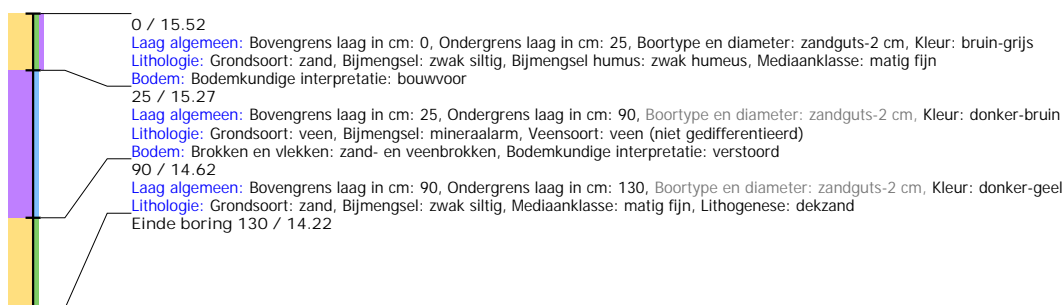 0 / 15.52
Laag algemeen: Bovengrens laag in cm: 0, Ondergrens laag in cm: 25, Boortype en diameter: zandguts-2 cm, Kleur: bruin-grijs
Lithologie: Grondsoort: zand, Bijmengsel: zwak siltig, Bijmengsel humus: zwak humeus, Mediaanklasse: matig fijn
Bodem: Bodemkundige interpretatie: bouwvoor
25 / 15.27
Laag algemeen: Bovengrens laag in cm: 25, Ondergrens laag in cm: 90, Boortype en diameter: zandguts-2 cm, Kleur: donker-bruin
Lithologie: Grondsoort: veen, Bijmengsel: mineraalarm, Veensoort: veen (niet gedifferentieerd)
Bodem: Brokken en vlekken: zand- en veenbrokken, Bodemkundige interpretatie: verstoord
90 / 14.62
Laag algemeen: Bovengrens laag in cm: 90, Ondergrens laag in cm: 130, Boortype en diameter: zandguts-2 cm, Kleur: donker-geel
Lithologie: Grondsoort: zand, Bijmengsel: zwak siltig, Mediaanklasse: matig fijn, Lithogenese: dekzand
Einde boring 130 / 14.22